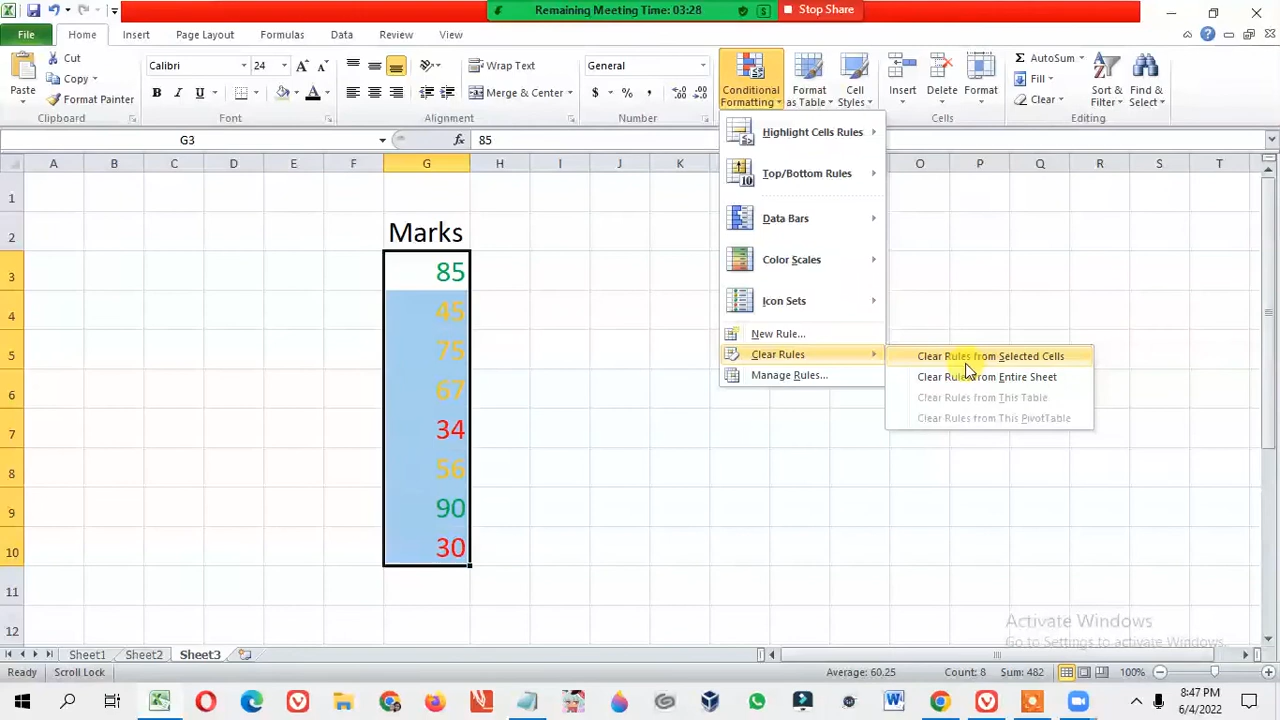 Remaining Meeting Time: 03:28
Stop Share
File Home Insert Page Layout Formulas Data Review View
Cut
Copy
Format Painter
Paste
Clipboard
Calibri 24
B I U
Font
Wrap Text
Merge & Center
Alignment
General
$ % ,
Number
Conditional Formatting
Format as Table
Cell Styles
Insert
Delete
Format
Cells
AutoSum
Fill
Clear
Sort & Filter
Find & Select
Editing
G3 fx 85
A B C D E F G H I J K O P Q R S T
1
2 Marks
3 85
4 45
5 75
6 67
7 34
8 56
9 90
10 30
11
12
Highlight Cells Rules
Top/Bottom Rules
Data Bars
Color Scales
Icon Sets
New Rule...
Clear Rules
Manage Rules...
Clear Rules from Selected Cells
Clear Rules from Entire Sheet
Clear Rules from This Table
Clear Rules from This PivotTable
Activate Windows
Go to Settings to activate Windows.
Sheet1 Sheet2 Sheet3
Ready Scroll Lock Average: 60.25 Count: 8 Sum: 482 100%
8:47 PM
6/4/2022